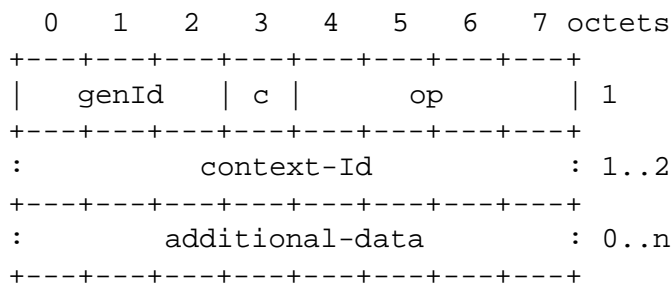 0   1   2   3   4   5   6   7 octets
+---+---+---+---+---+---+---+---+
|   genId   | c |      op       | 1
+---+---+---+---+---+---+---+---+
:          context-Id           : 1..2
+---+---+---+---+---+---+---+---+
:        additional-data        : 0..n
+---+---+---+---+---+---+---+---+